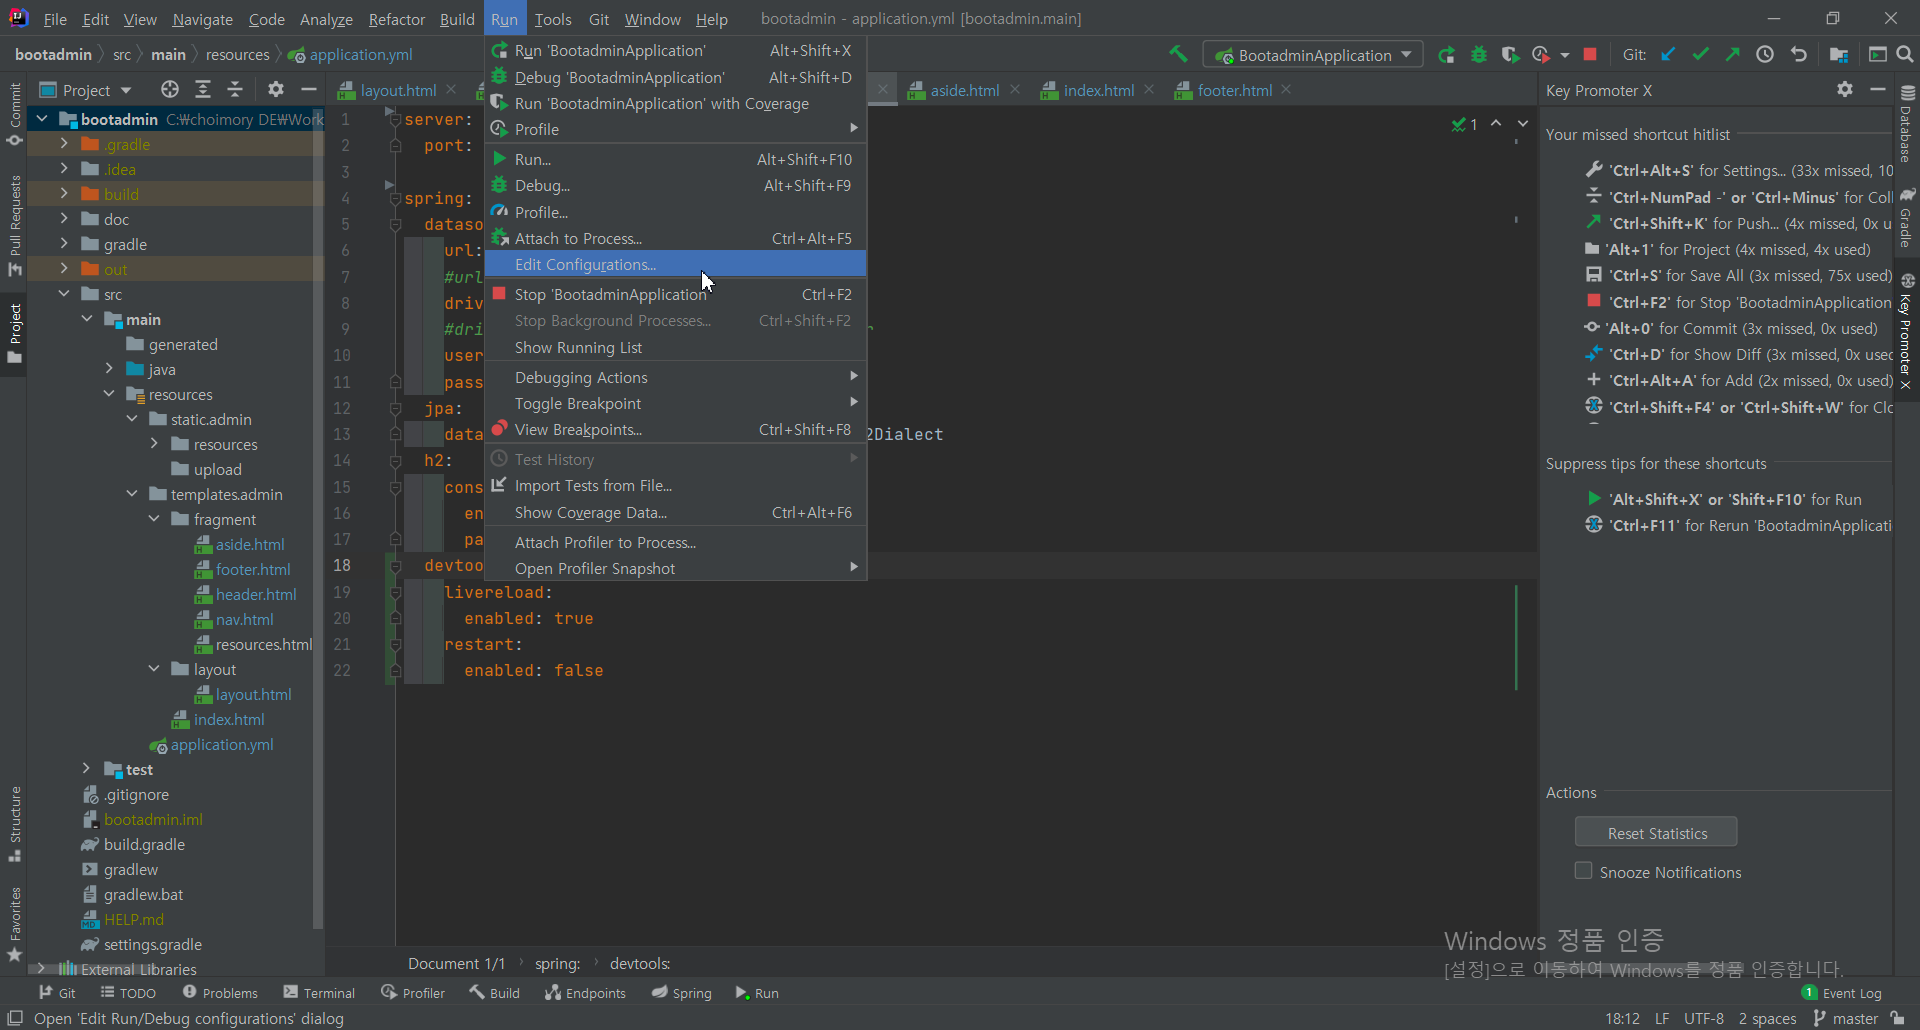 File Edit View Navigate Code Analyze Refactor Build Run Tools Git Window Help bootadmin - application.yml [bootadmin.main]
bootadmin src main resources application.yml
BootadminApplication Git:
Project
layout.html aside.html index.html footer.html
Key Promoter X
Commit
Pull Requests
Project
Structure
Favorites
bootadmin C:₩choimory DE₩Work
.gradle
.idea
build
doc
gradle
out
src
main
generated
java
resources
static.admin
resources
upload
templates.admin
fragment
aside.html
footer.html
header.html
nav.html
resources.html
layout
layout.html
index.html
application.yml
test
.gitignore
bootadmin.iml
build.gradle
gradlew
gradlew.bat
HELP.md
settings.gradle
External Libraries
Run 'BootadminApplication' Alt+Shift+X
Debug 'BootadminApplication' Alt+Shift+D
Run 'BootadminApplication' with Coverage
Profile
Run... Alt+Shift+F10
Debug... Alt+Shift+F9
Profile...
Attach to Process... Ctrl+Alt+F5
Edit Configurations...
Stop 'BootadminApplication' Ctrl+F2
Stop Background Processes... Ctrl+Shift+F2
Show Running List
Debugging Actions
Toggle Breakpoint
View Breakpoints... Ctrl+Shift+F8
Test History
Import Tests from File...
Show Coverage Data... Ctrl+Alt+F6
Attach Profiler to Process...
Open Profiler Snapshot
1 server:
2 port:
3
4 spring:
5 dataso
6 url:
7 #url
8 driv
9 #dri r
10 user
11 pass
12 jpa:
13 data 2Dialect
14 h2:
15 cons
16 en
17 pa
18 devtoo
19 livereload:
20 enabled: true
21 restart:
22 enabled: false
1
Document 1/1 spring: devtools:
Your missed shortcut hitlist
'Ctrl+Alt+S' for Settings... (33x missed, 10
'Ctrl+NumPad -' or 'Ctrl+Minus' for Coll
'Ctrl+Shift+K' for Push... (4x missed, 0x u
'Alt+1' for Project (4x missed, 4x used)
'Ctrl+S' for Save All (3x missed, 75x used)
'Ctrl+F2' for Stop 'BootadminApplication
'Alt+0' for Commit (3x missed, 0x used)
'Ctrl+D' for Show Diff (3x missed, 0x used
'Ctrl+Alt+A' for Add (2x missed, 0x used)
'Ctrl+Shift+F4' or 'Ctrl+Shift+W' for Clo
Suppress tips for these shortcuts
'Alt+Shift+X' or 'Shift+F10' for Run
'Ctrl+F11' for Rerun 'BootadminApplicati
Actions
Reset Statistics
Snooze Notifications
Database
Gradle
Key Promoter X
Windows 정품 인증
[설정]으로 이동하여 Windows를 정품 인증합니다.
Git TODO Problems Terminal Profiler Build Endpoints Spring Run 1 Event Log
Open 'Edit Run/Debug configurations' dialog 18:12 LF UTF-8 2 spaces master